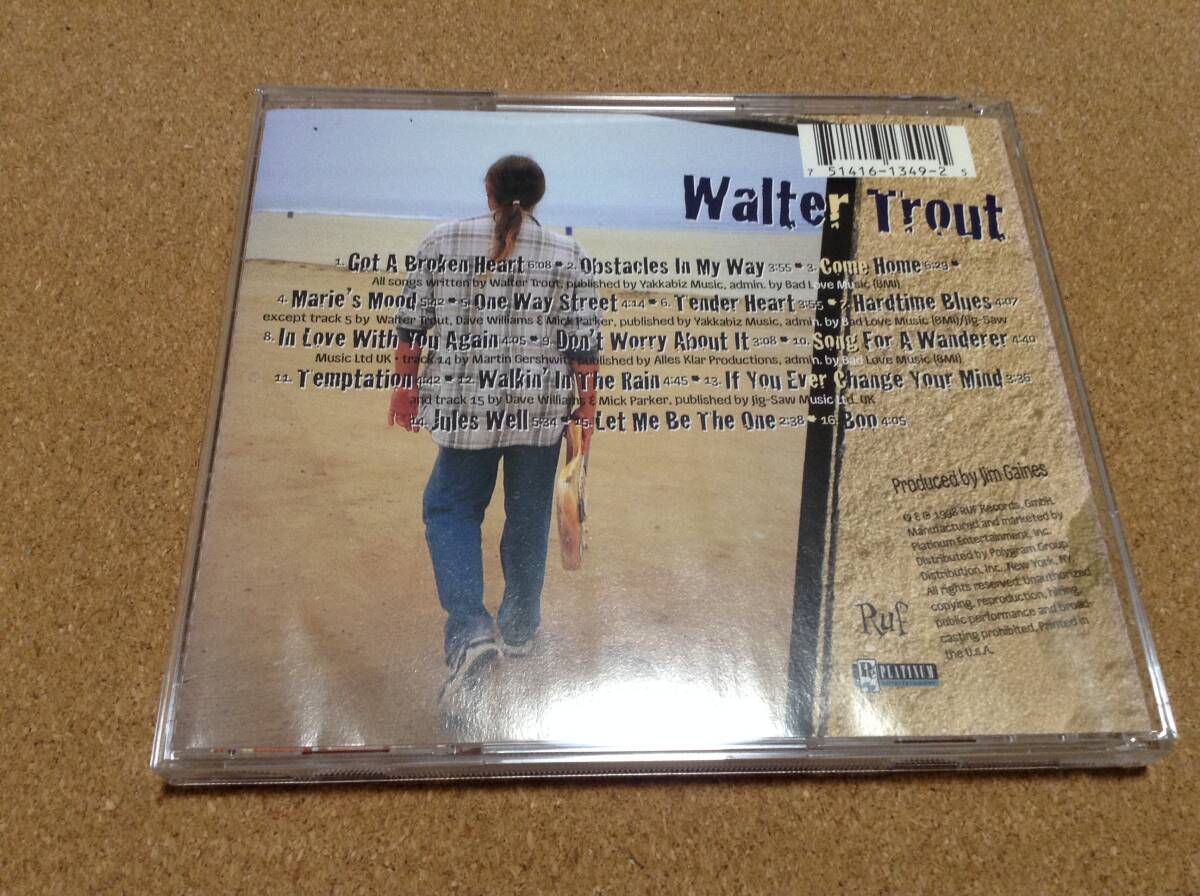 7 51416-1349-2 5
Walter Trout
1. Got A Broken Heart 6:08 • 2. Obstacles In My Way 3:55 • 3. Come Home 6:29 •
All songs written by Walter Trout, published by Yakkabiz Music, admin. by Bad Love Music (BMI)
4. Marie's Mood 5:42 • 5. One Way Street 4:14 • 6. Tender Heart 3:55 • 7. Hardtime Blues 4:07
except track 5 by Walter Trout, Dave Williams & Mick Parker, published by Yakkabiz Music, admin. by Bad Love Music (BMI)/Jig-Saw
8. In Love With You Again 4:05 • 9. Don't Worry About It 3:08 • 10. Song For A Wanderer 4:40
Music Ltd UK • track 14 by Martin Gershwitz published by Alles Klar Productions, admin. by Bad Love Music (BMI)
11. Temptation 4:42 • 12. Walkin' In The Rain 4:45 • 13. If You Ever Change Your Mind 3:36
and track 15 by Dave Williams & Mick Parker, published by Jig-Saw Music Ltd. UK
14. Jules Well 5:34 • 15. Let Me Be The One 2:38 • 16. Boo 4:05
Produced by Jim Gaines
℗ & © 1998 RUF Records, GmbH.
Manufactured and marketed by
Platinum Entertainment, Inc.
Distributed by Polygram Group
Distribution, Inc., New York, NY
All rights reserved. Unauthorized
copying, reproduction, hiring,
public performance and broad-
casting prohibited. Printed in
the U.S.A.
Ruf
PLATINUM